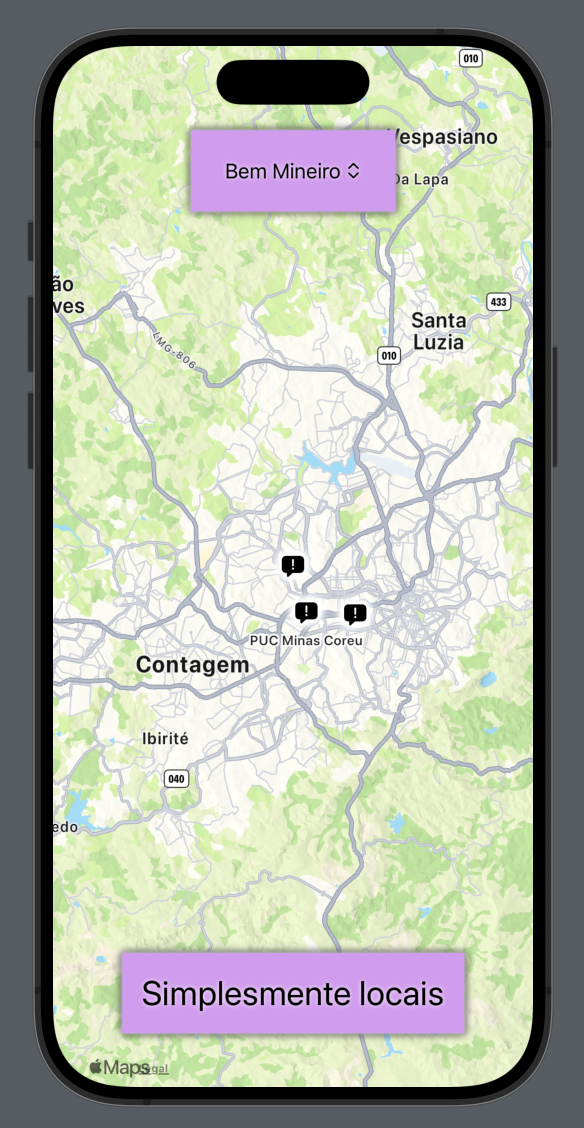 010
Vespasiano
Bem Mineiro
Da Lapa
ão
ves
433
Santa
Luzia
LMG-806
010
!
!
!
PUC Minas Coreu
Contagem
Ibirité
040
edo
Simplesmente locais
Maps
Legal